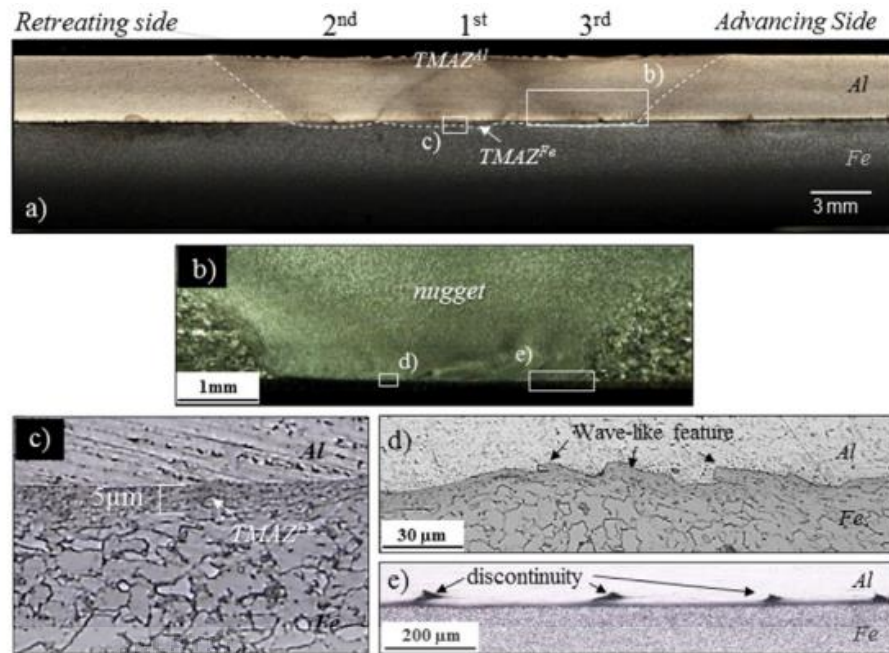 Retreating side 2nd 1st 3rd Advancing Side
TMAZAl
b)
Al
c)
TMAZFe
Fe
a)
3 mm
b)
nugget
d)
e)
1mm
c)
Al
5µm
TMAZFe
Fe
d)
Wave-like feature
Al
Fe
30 µm
e)
discontinuity
Al
200 µm
Fe